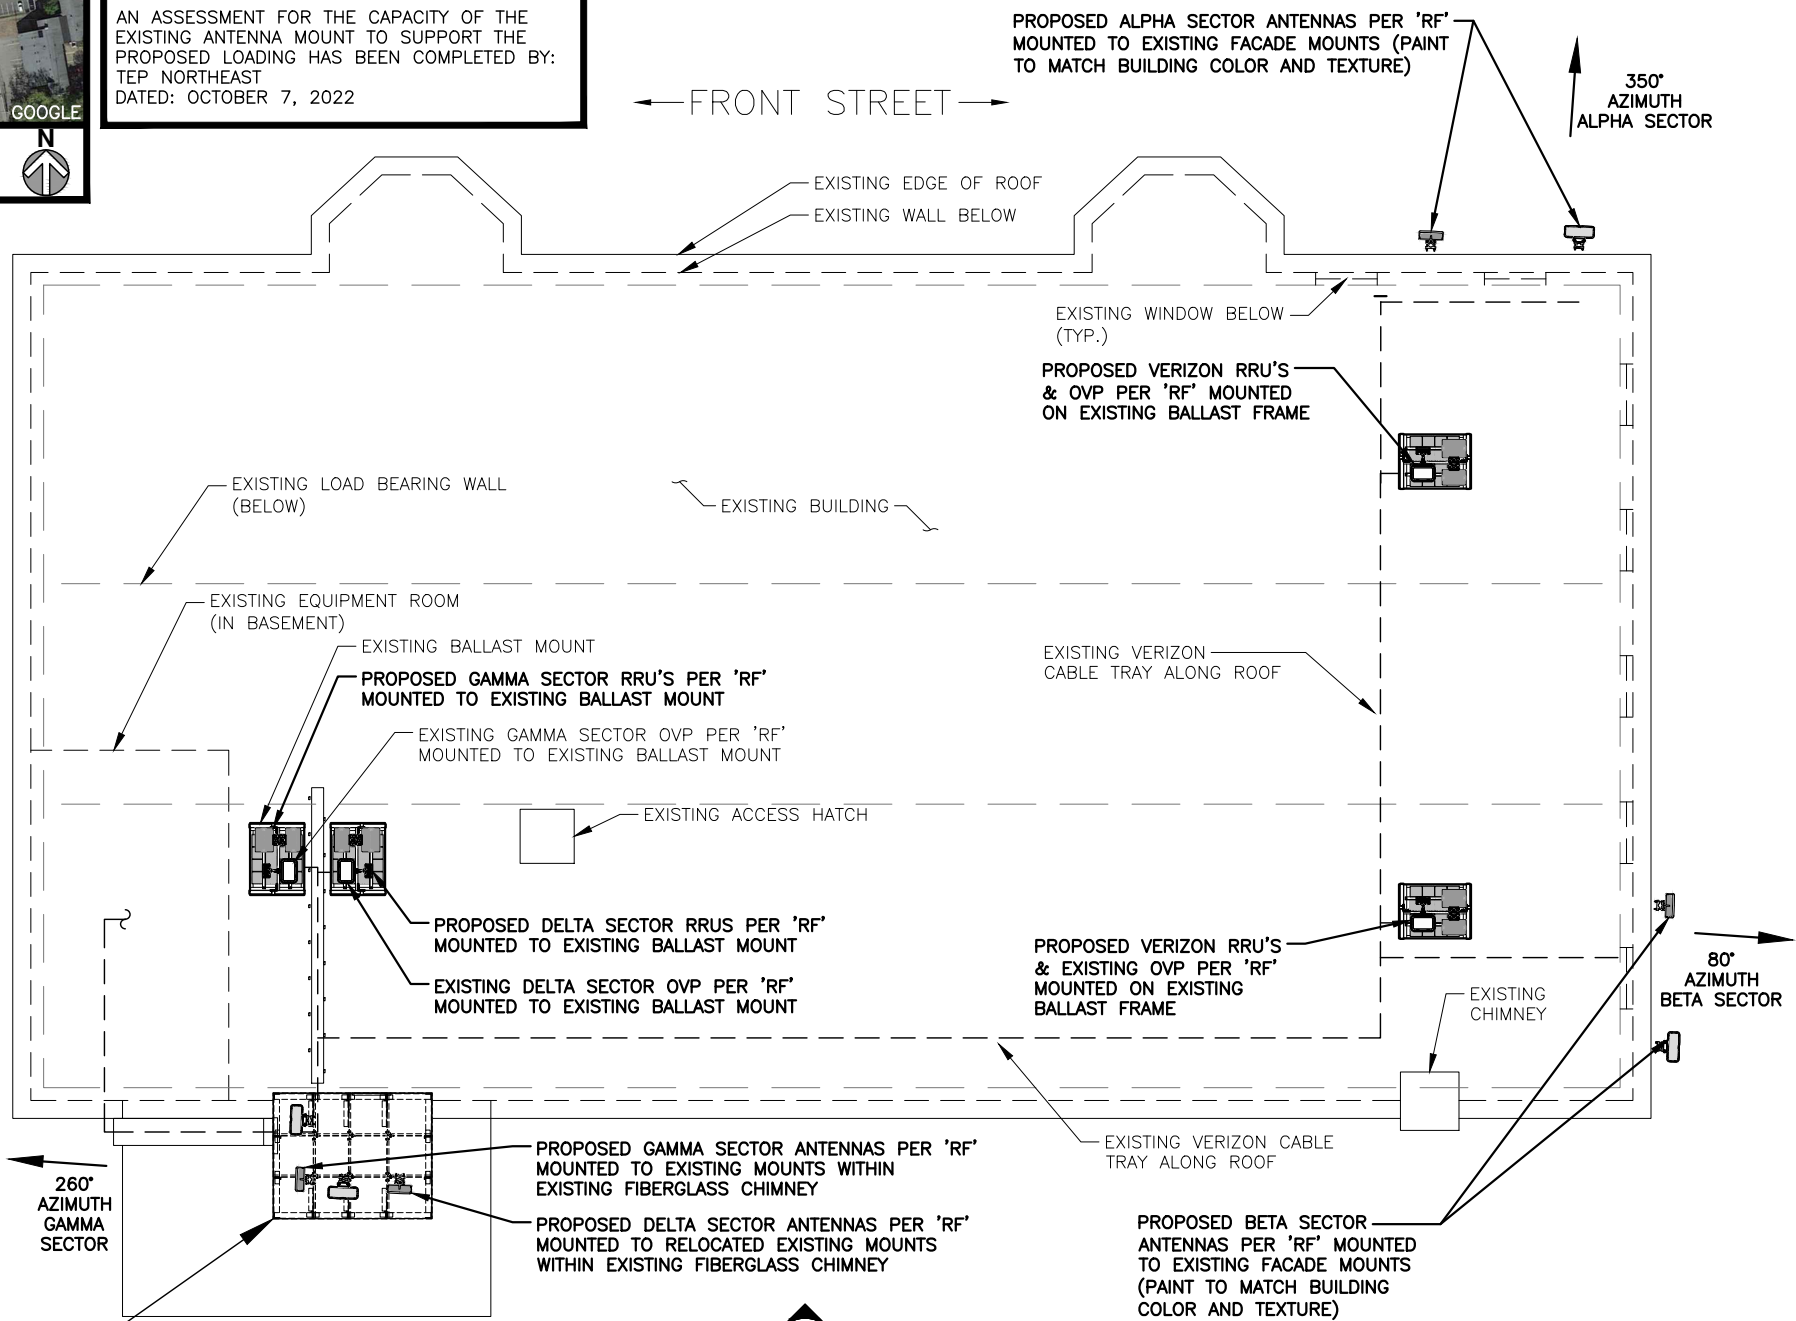 AN ASSESSMENT FOR THE CAPACITY OF THE
EXISTING ANTENNA MOUNT TO SUPPORT THE
PROPOSED LOADING HAS BEEN COMPLETED BY:
TEP NORTHEAST
DATED: OCTOBER 7, 2022
GOOGLE
N
FRONT STREET
PROPOSED ALPHA SECTOR ANTENNAS PER 'RF'
MOUNTED TO EXISTING FACADE MOUNTS (PAINT
TO MATCH BUILDING COLOR AND TEXTURE)
350°
AZIMUTH
ALPHA SECTOR
EXISTING EDGE OF ROOF
EXISTING WALL BELOW
EXISTING WINDOW BELOW
(TYP.)
PROPOSED VERIZON RRU'S
& OVP PER 'RF' MOUNTED
ON EXISTING BALLAST FRAME
EXISTING LOAD BEARING WALL
(BELOW)
EXISTING BUILDING
EXISTING EQUIPMENT ROOM
(IN BASEMENT)
EXISTING BALLAST MOUNT
PROPOSED GAMMA SECTOR RRU'S PER 'RF'
MOUNTED TO EXISTING BALLAST MOUNT
EXISTING GAMMA SECTOR OVP PER 'RF'
MOUNTED TO EXISTING BALLAST MOUNT
EXISTING VERIZON
CABLE TRAY ALONG ROOF
EXISTING ACCESS HATCH
PROPOSED DELTA SECTOR RRUS PER 'RF'
MOUNTED TO EXISTING BALLAST MOUNT
EXISTING DELTA SECTOR OVP PER 'RF'
MOUNTED TO EXISTING BALLAST MOUNT
PROPOSED VERIZON RRU'S
& EXISTING OVP PER 'RF'
MOUNTED ON EXISTING
BALLAST FRAME
80°
AZIMUTH
BETA SECTOR
EXISTING
CHIMNEY
260°
AZIMUTH
GAMMA
SECTOR
PROPOSED GAMMA SECTOR ANTENNAS PER 'RF'
MOUNTED TO EXISTING MOUNTS WITHIN
EXISTING FIBERGLASS CHIMNEY
PROPOSED DELTA SECTOR ANTENNAS PER 'RF'
MOUNTED TO RELOCATED EXISTING MOUNTS
WITHIN EXISTING FIBERGLASS CHIMNEY
EXISTING VERIZON CABLE
TRAY ALONG ROOF
PROPOSED BETA SECTOR
ANTENNAS PER 'RF' MOUNTED
TO EXISTING FACADE MOUNTS
(PAINT TO MATCH BUILDING
COLOR AND TEXTURE)